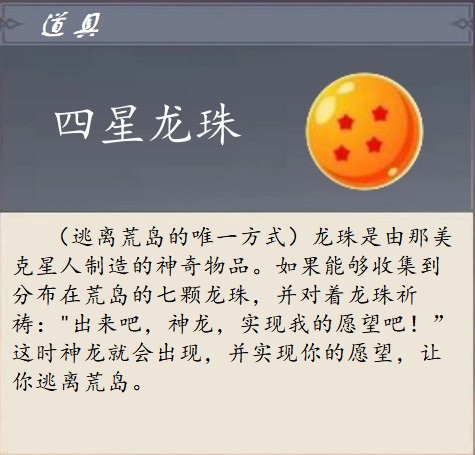 道具
四星龙珠
（逃离荒岛的唯一方式）龙珠是由那美
克星人制造的神奇物品。如果能够收集到
分布在荒岛的七颗龙珠，并对着龙珠祈
祷："出来吧，神龙，实现我的愿望吧！”
这时神龙就会出现，并实现你的愿望，让
你逃离荒岛。